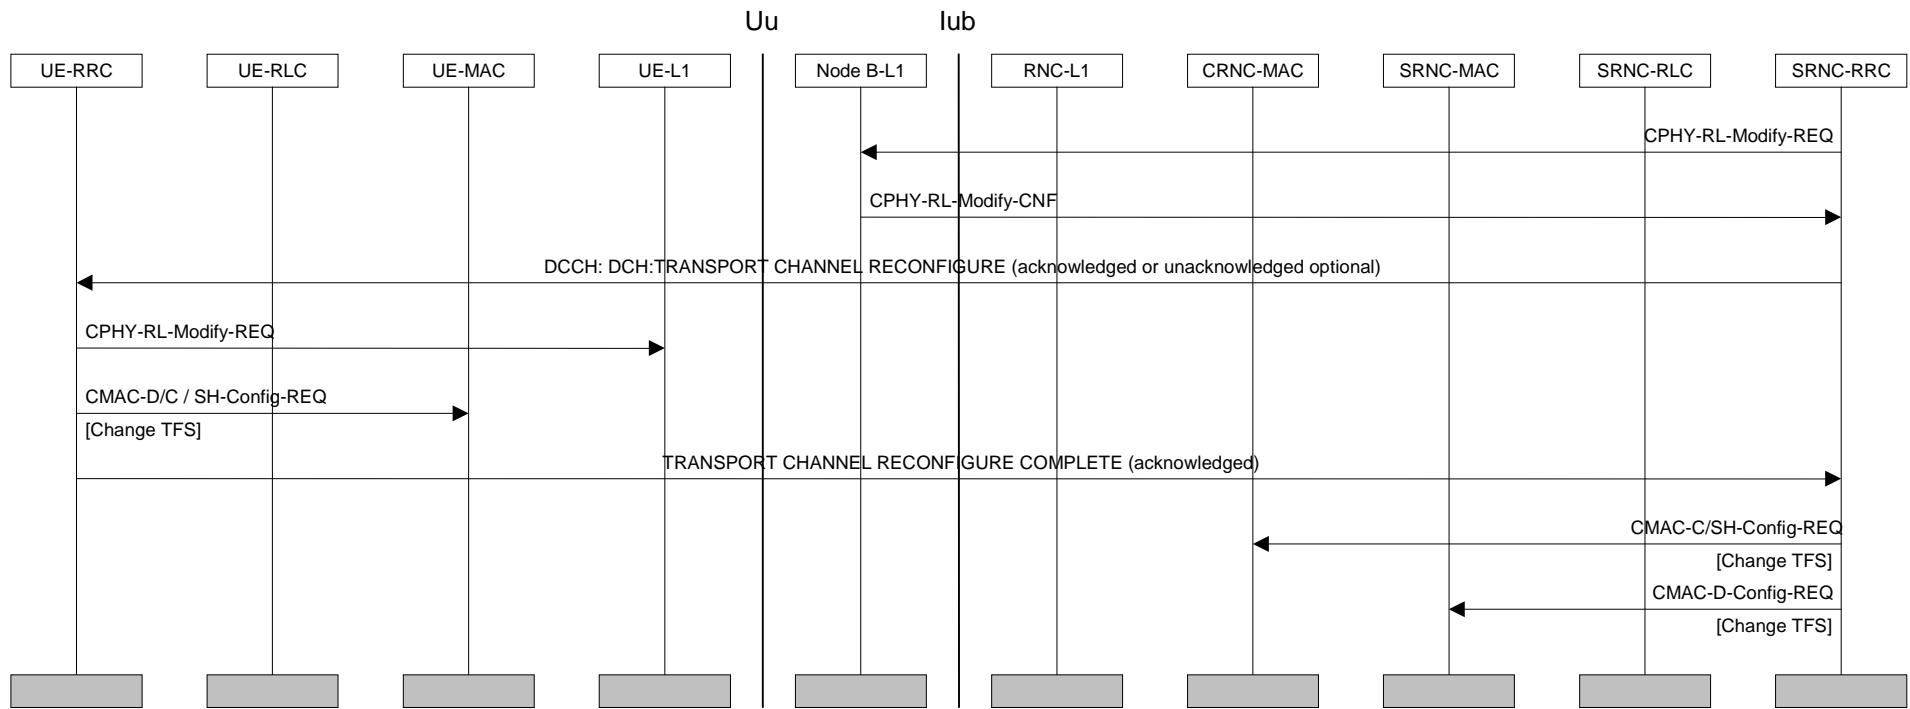 Uu Iub
UE-RRC UE-RLC UE-MAC UE-L1 Node B-L1 RNC-L1 CRNC-MAC SRNC-MAC SRNC-RLC SRNC-RRC
CPHY-RL-Modify-REQ
CPHY-RL-Modify-CNF
DCCH: DCH:TRANSPORT CHANNEL RECONFIGURE (acknowledged or unacknowledged optional)
CPHY-RL-Modify-REQ
CMAC-D/C / SH-Config-REQ
[Change TFS]
TRANSPORT CHANNEL RECONFIGURE COMPLETE (acknowledged)
CMAC-C/SH-Config-REQ
[Change TFS]
CMAC-D-Config-REQ
[Change TFS]